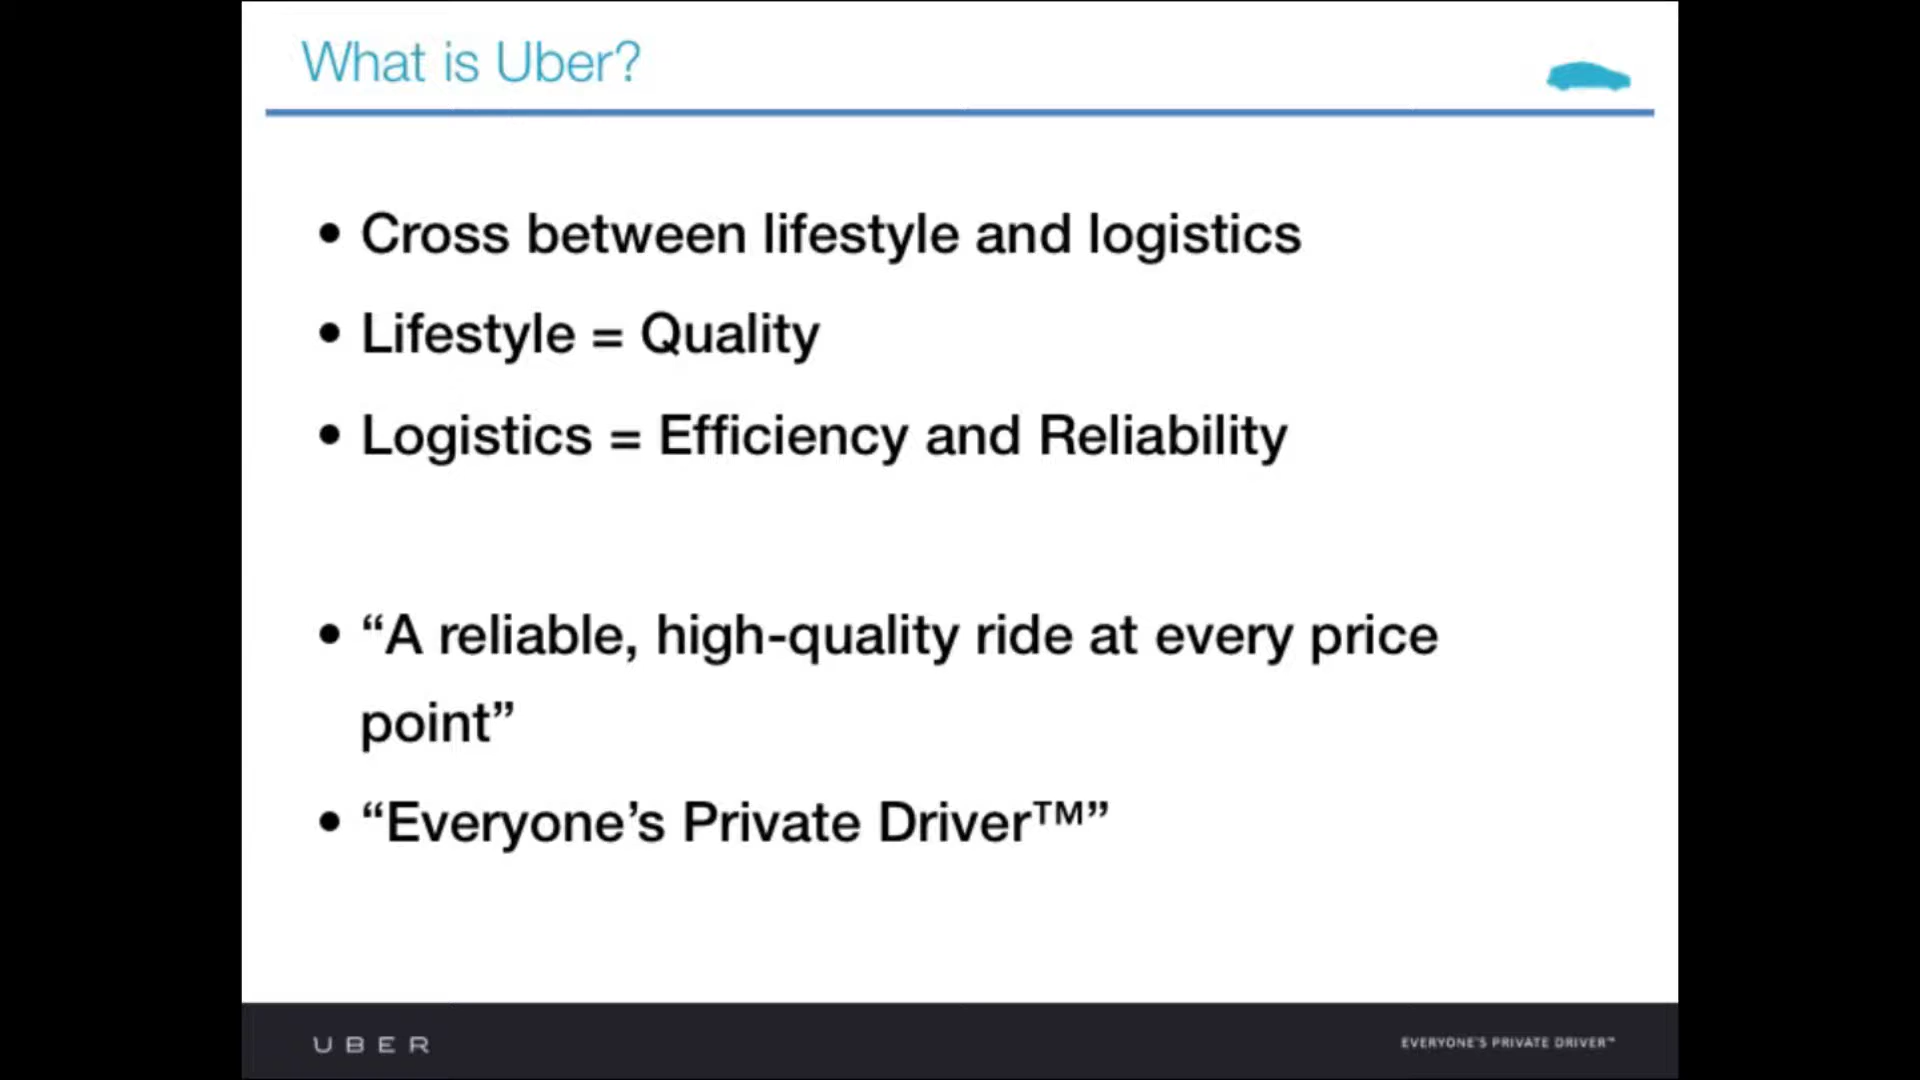 What is Uber?
• Cross between lifestyle and logistics
• Lifestyle = Quality
• Logistics = Efficiency and Reliability
• “A reliable, high-quality ride at every price
point”
• “Everyone’s Private Driver™”
UBER
EVERYONE'S PRIVATE DRIVER™